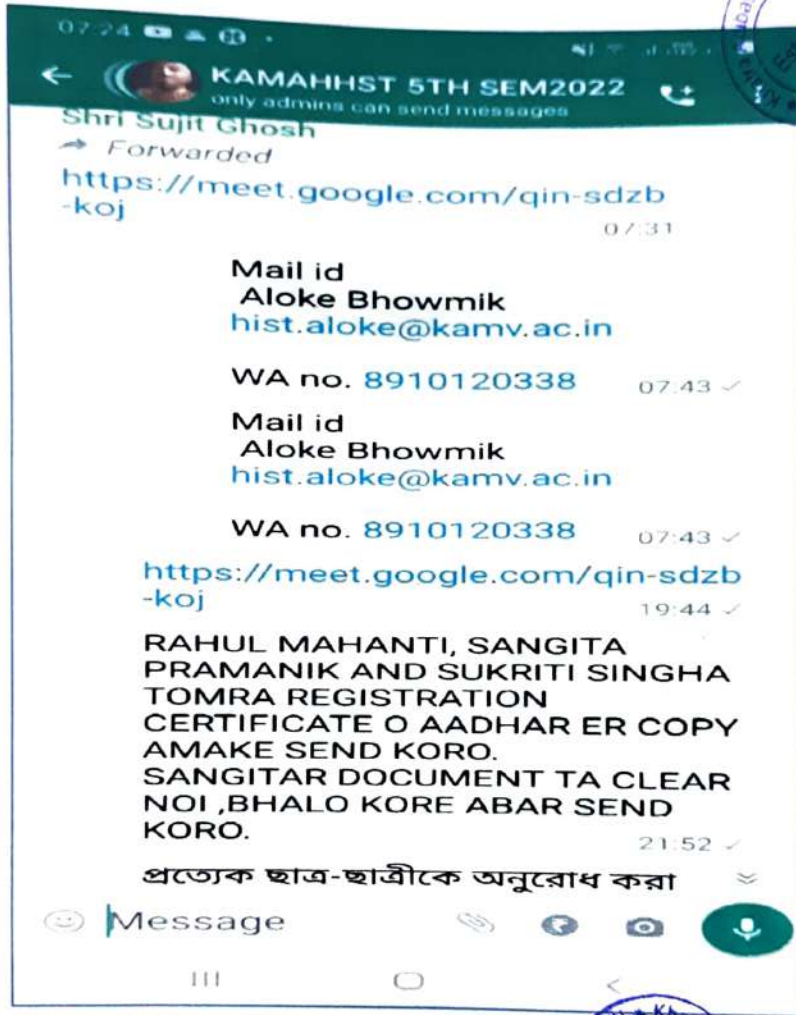 07:24
KAMAHHST 5TH SEM2022
only admins can send messages
Shri Sujit Ghosh
Forwarded
https://meet.google.com/qin-sdzb
-koj
07:31
Mail id
Aloke Bhowmik
hist.aloke@kamv.ac.in
WA no. 8910120338 07:43
Mail id
Aloke Bhowmik
hist.aloke@kamv.ac.in
WA no. 8910120338 07:43
https://meet.google.com/qin-sdzb
-koj
19:44
RAHUL MAHANTI, SANGITA
PRAMANIK AND SUKRITI SINGHA
TOMRA REGISTRATION
CERTIFICATE O AADHAR ER COPY
AMAKE SEND KORO.
SANGITAR DOCUMENT TA CLEAR
NOI ,BHALO KORE ABAR SEND
KORO.
21:52
প্রত্যেক ছাত্র-ছাত্রীকে অনুরোধ করা
Message